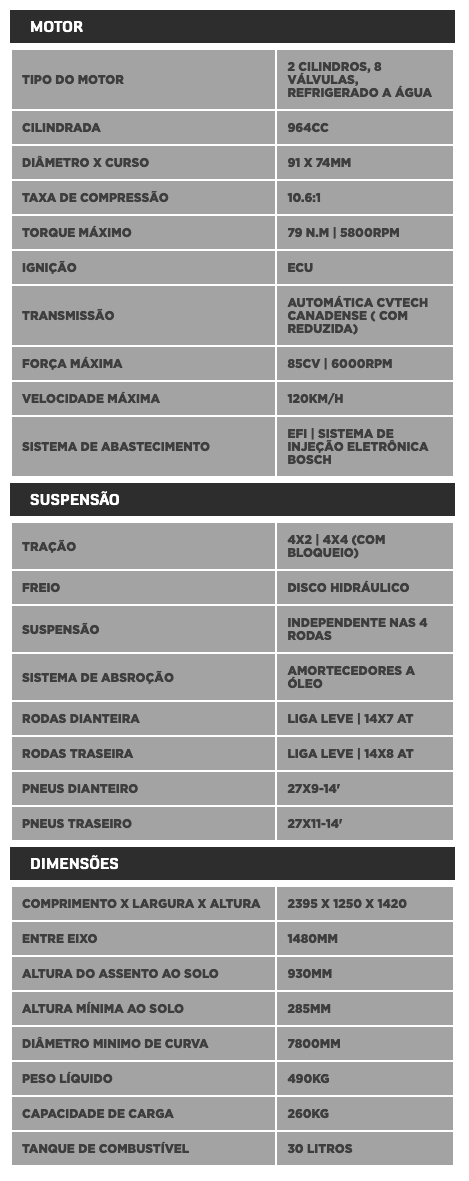 MOTOR
TIPO DO MOTOR
2 CILINDROS, 8
VÁLVULAS,
REFRIGERADO A ÁGUA
CILINDRADA
964CC
DIÂMETRO X CURSO
91 X 74MM
TAXA DE COMPRESSÃO
10.6:1
TORQUE MÁXIMO
79 N.M | 5800RPM
IGNIÇÃO
ECU
TRANSMISSÃO
AUTOMÁTICA CVTECH
CANADENSE ( COM
REDUZIDA)
FORÇA MÁXIMA
85CV | 6000RPM
VELOCIDADE MÁXIMA
120KM/H
SISTEMA DE ABASTECIMENTO
EFI | SISTEMA DE
INJEÇÃO ELETRÔNICA
BOSCH
SUSPENSÃO
TRAÇÃO
4X2 | 4X4 (COM
BLOQUEIO)
FREIO
DISCO HIDRÁULICO
SUSPENSÃO
INDEPENDENTE NAS 4
RODAS
SISTEMA DE ABSROÇÃO
AMORTECEDORES A
ÓLEO
RODAS DIANTEIRA
LIGA LEVE | 14X7 AT
RODAS TRASEIRA
LIGA LEVE | 14X8 AT
PNEUS DIANTEIRO
27X9-14'
PNEUS TRASEIRO
27X11-14'
DIMENSÕES
COMPRIMENTO X LARGURA X ALTURA
2395 X 1250 X 1420
ENTRE EIXO
1480MM
ALTURA DO ASSENTO AO SOLO
930MM
ALTURA MÍNIMA AO SOLO
285MM
DIÂMETRO MINIMO DE CURVA
7800MM
PESO LÍQUIDO
490KG
CAPACIDADE DE CARGA
260KG
TANQUE DE COMBUSTÍVEL
30 LITROS